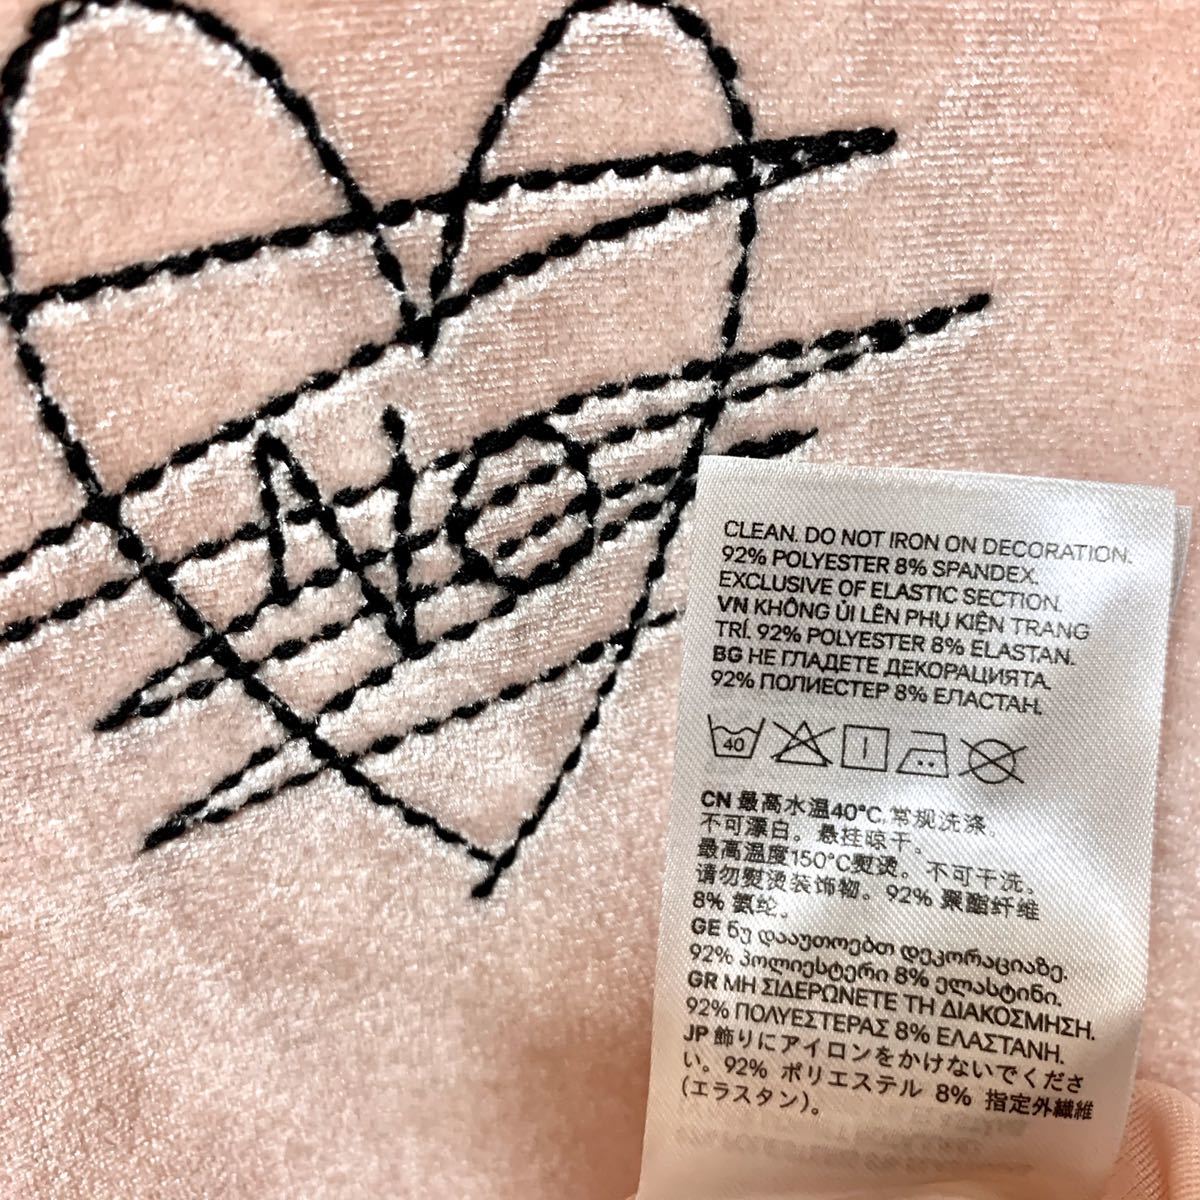 NO
CLEAN. DO NOT IRON ON DECORATION.
92% POLYESTER 8% SPANDEX.
EXCLUSIVE OF ELASTIC SECTION.
VN KHÔNG ỦI LÊN PHỤ KIỆN TRANG
TRÍ. 92% POLYESTER 8% ELASTAN.
BG НЕ ГЛАДЕТЕ ДЕКОРАЦИЯТА.
92% ПОЛИЕСТЕР 8% ЕЛАСТАН.
40
CN 最高水温40°C. 常规洗涤。
不可漂白。悬挂晾干。
最高温度150°C熨烫。不可干洗。
请勿熨烫装饰物。92% 聚酯纤维
8% 氨纶。
GE ნუ დააუთოებთ დეკორაციაზე.
92% პოლიესტერი 8% ელასტინი.
GR ΜΗ ΣΙΔΕΡΩΝΕΤΕ ΤΗ ΔΙΑΚΟΣΜΗΣΗ.
92% ΠΟΛΥΕΣΤΕΡΑΣ 8% ΕΛΑΣΤΑΝΗ.
JP 飾りにアイロンをかけないでくださ
い。92% ポリエステル 8% 指定外繊維
(エラスタン)。